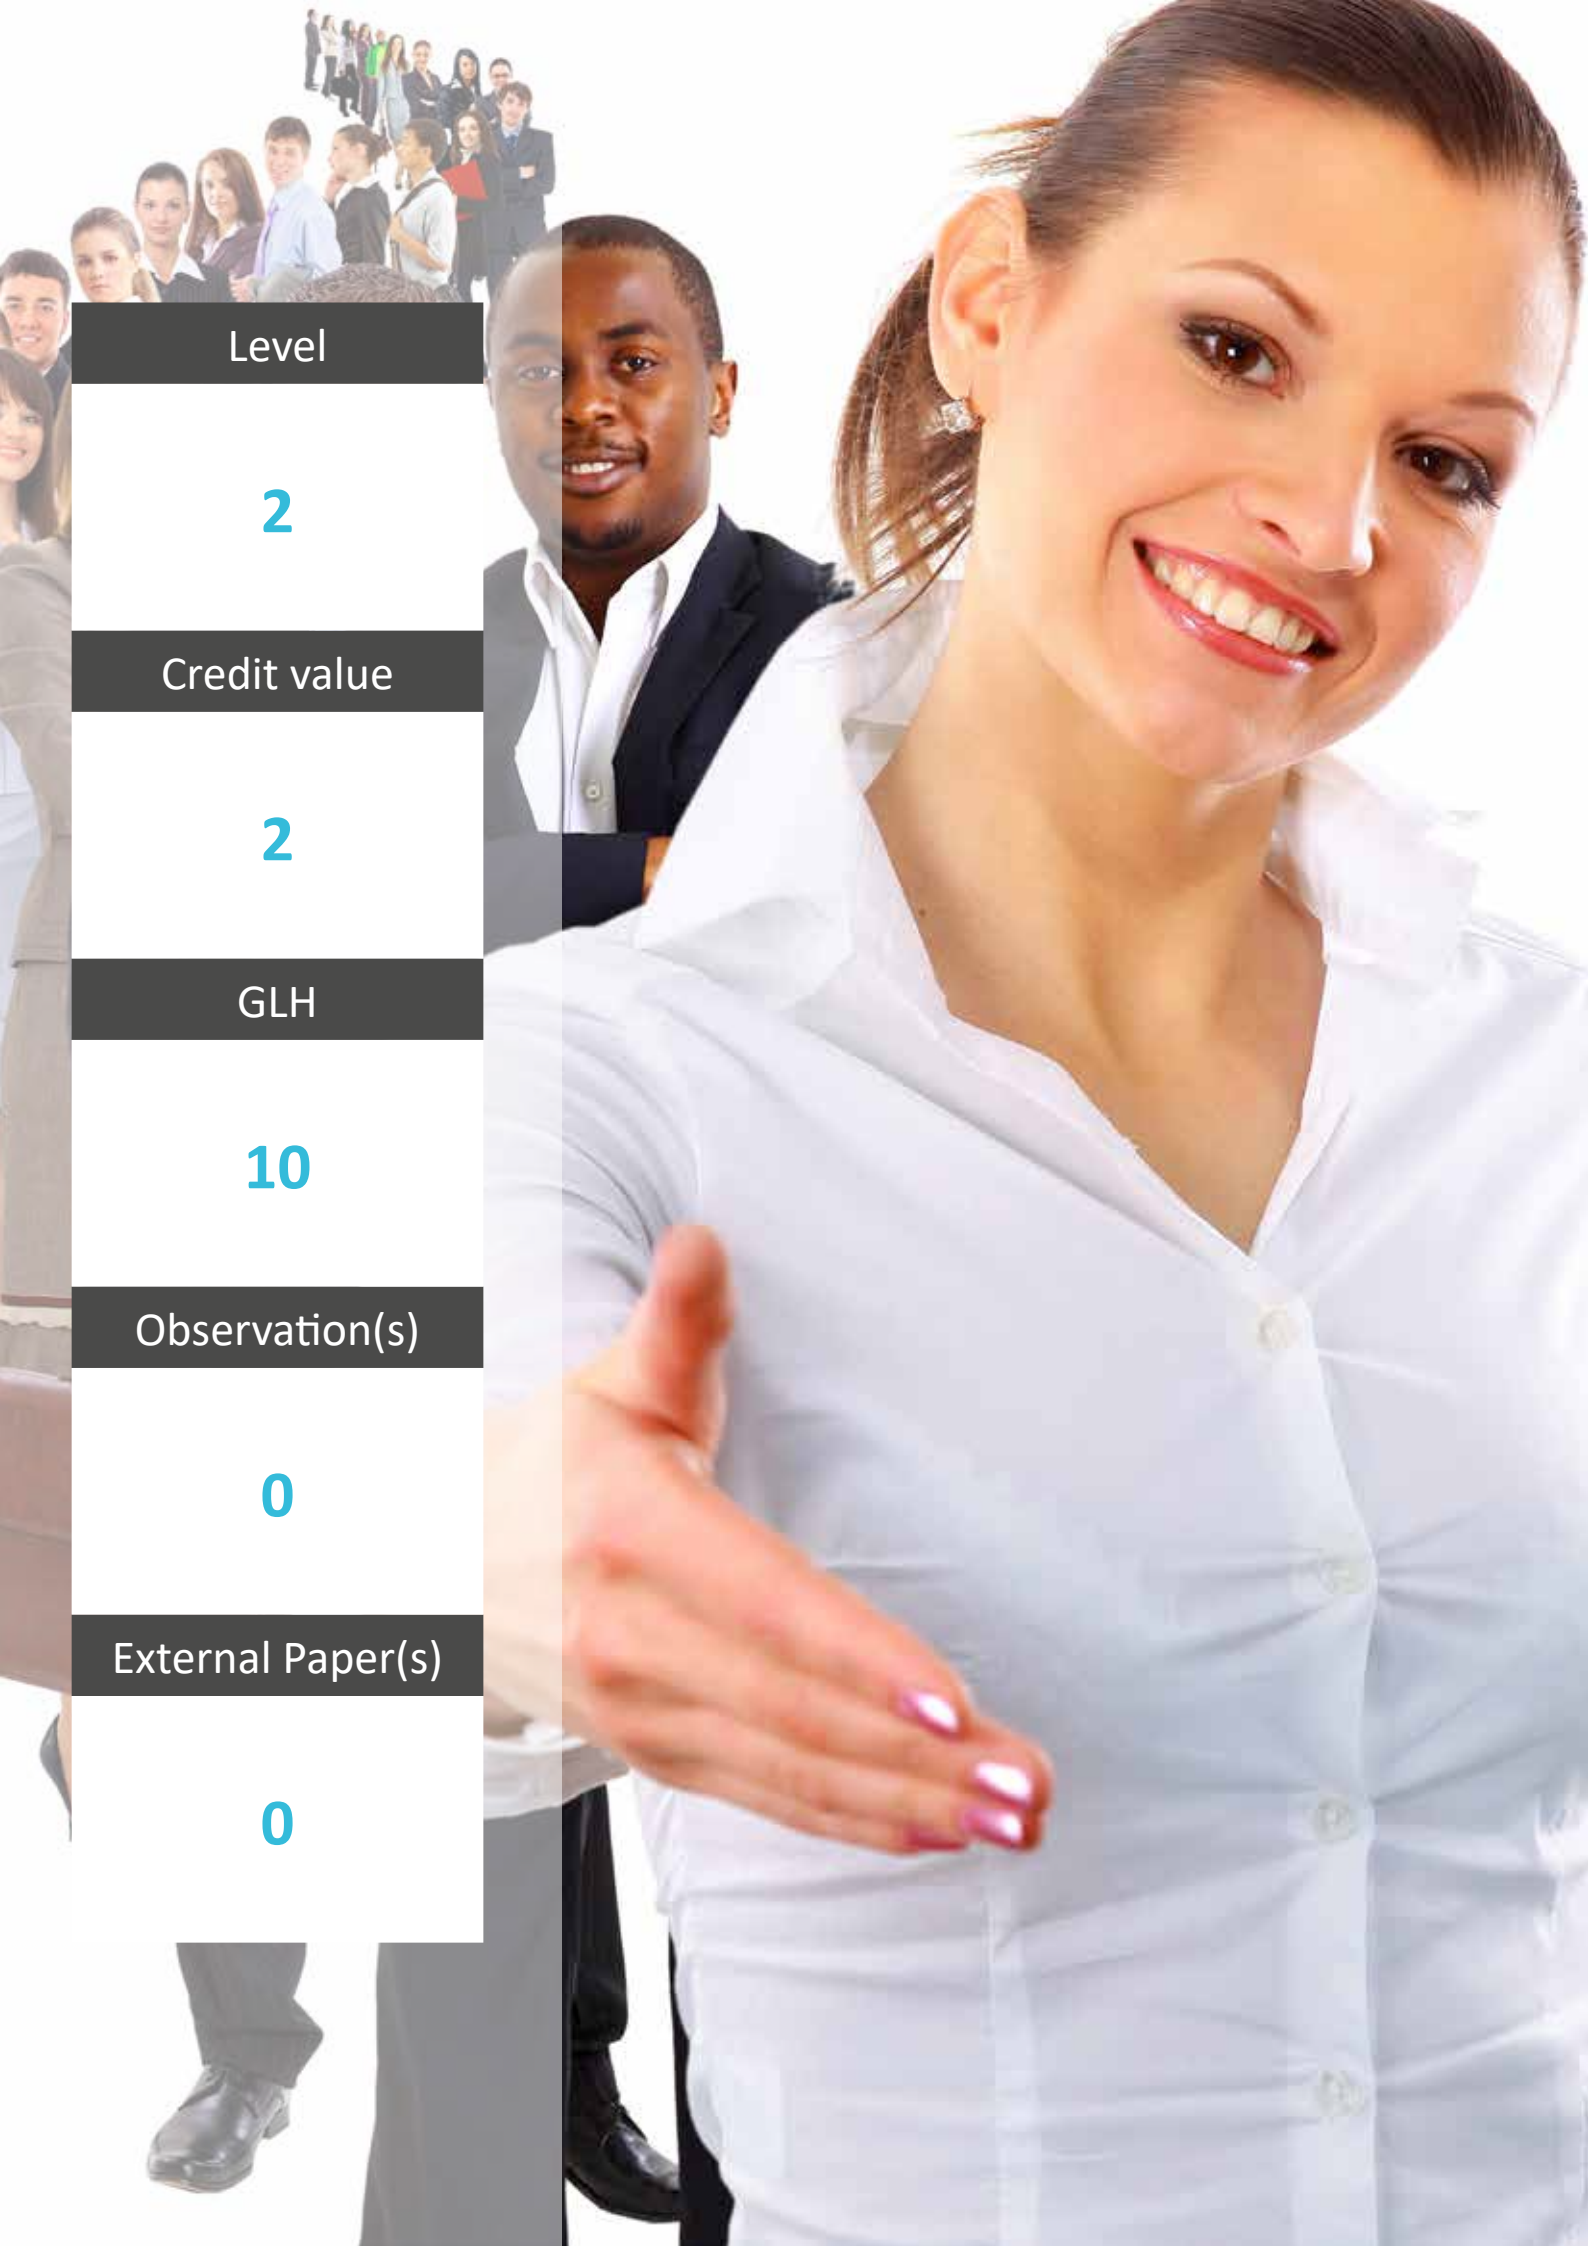 Level
2
Credit value
2
GLH
10
Observation(s)
0
External Paper(s)
0